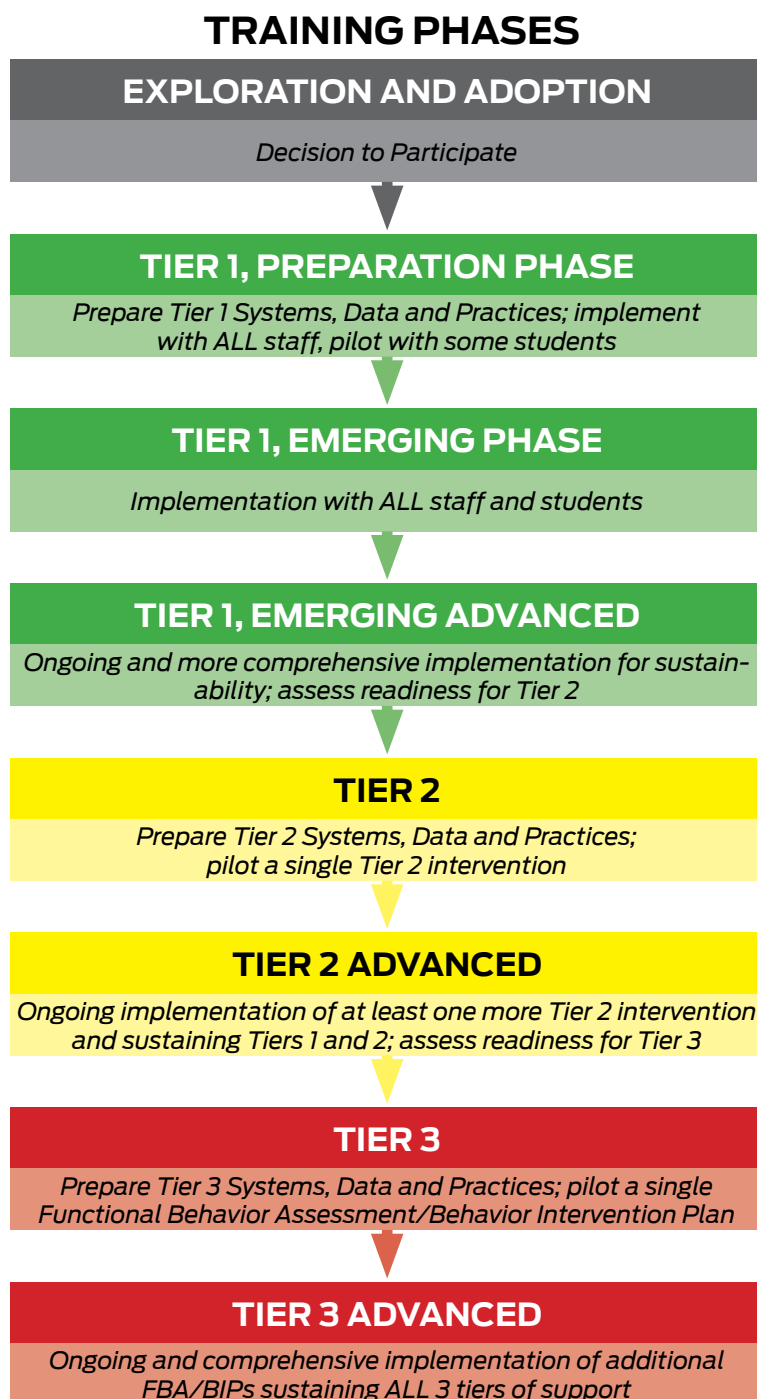 TRAINING PHASES
EXPLORATION AND ADOPTION
Decision to Participate
TIER 1, PREPARATION PHASE
Prepare Tier 1 Systems, Data and Practices; implement
with ALL staff, pilot with some students
TIER 1, EMERGING PHASE
Implementation with ALL staff and students
TIER 1, EMERGING ADVANCED
Ongoing and more comprehensive implementation for sustain-
ability; assess readiness for Tier 2
TIER 2
Prepare Tier 2 Systems, Data and Practices;
pilot a single Tier 2 intervention
TIER 2 ADVANCED
Ongoing implementation of at least one more Tier 2 intervention
and sustaining Tiers 1 and 2; assess readiness for Tier 3
TIER 3
Prepare Tier 3 Systems, Data and Practices; pilot a single
Functional Behavior Assessment/Behavior Intervention Plan
TIER 3 ADVANCED
Ongoing and comprehensive implementation of additional
FBA/BIPs sustaining ALL 3 tiers of support